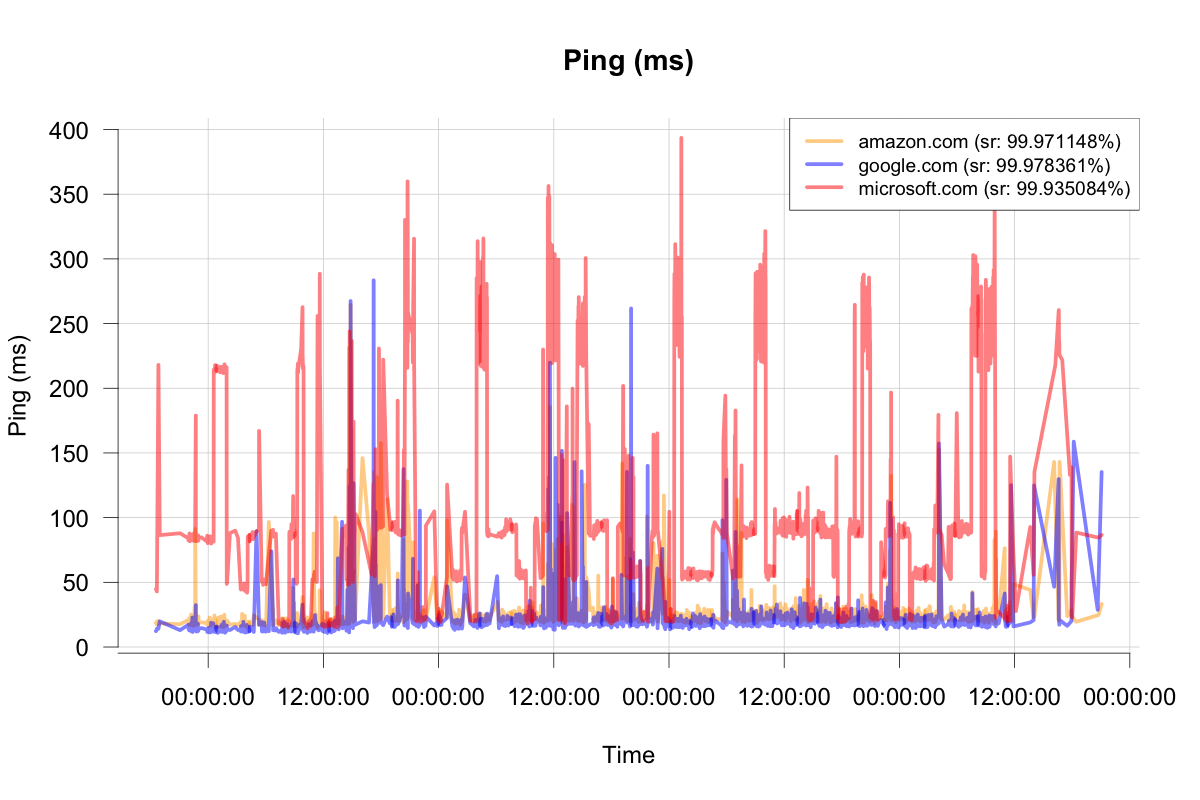 Ping (ms)
400
350
300
250
200
150
100
50
0
Ping (ms)
amazon.com (sr: 99.971148%)
google.com (sr: 99.978361%)
microsoft.com (sr: 99.935084%)
00:00:00 12:00:00 00:00:00 12:00:00 00:00:00 12:00:00 00:00:00 12:00:00 00:00:00
Time